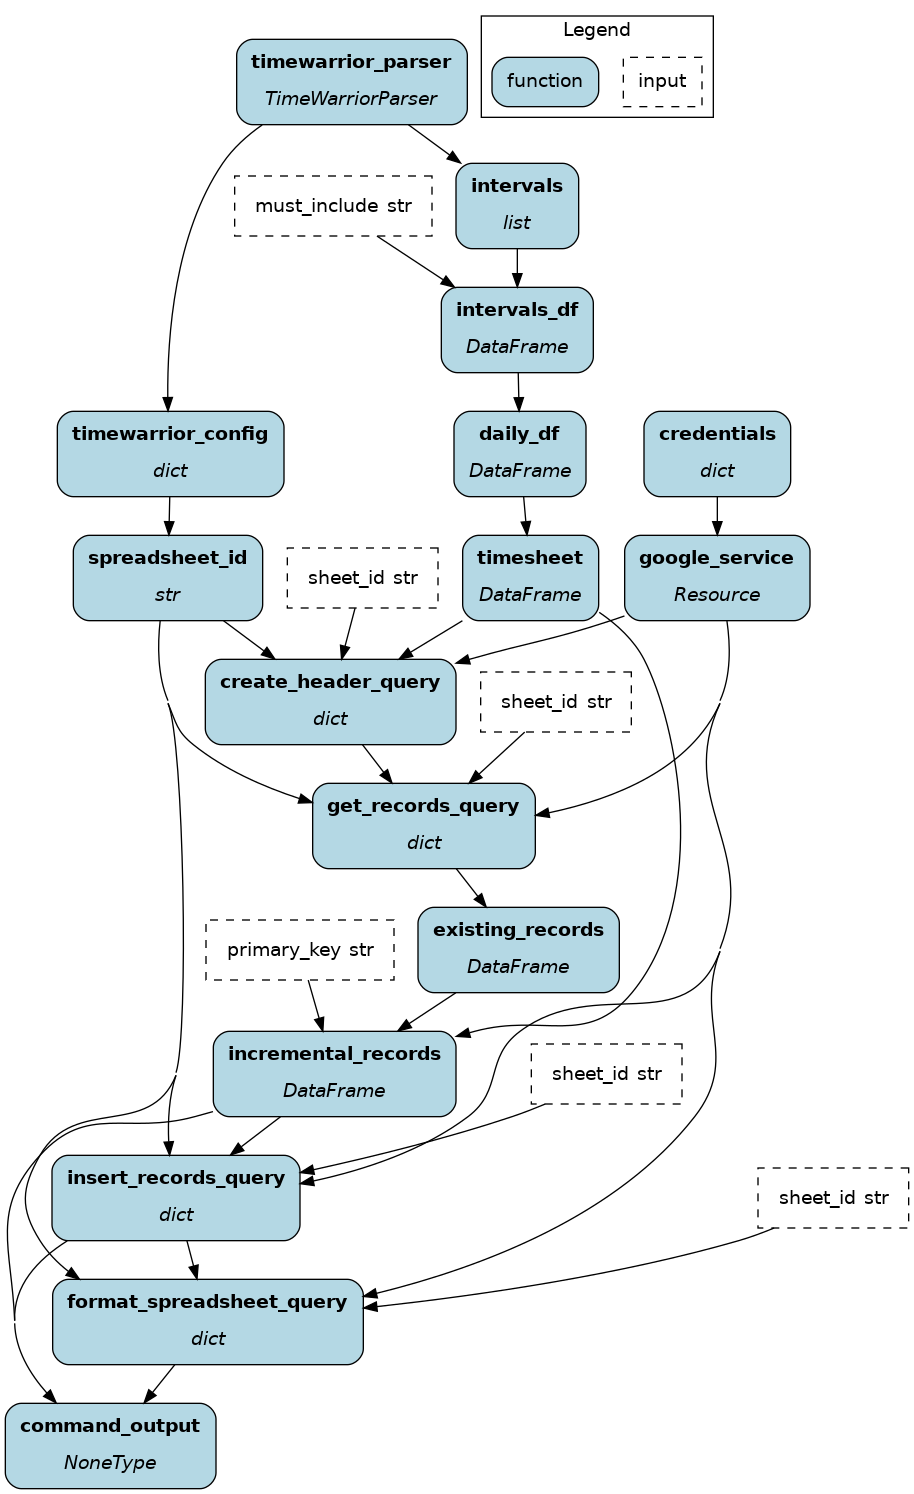 Legend
function
input
timewarrior_parser
TimeWarriorParser
intervals
list
must_include str
intervals_df
DataFrame
timewarrior_config
dict
daily_df
DataFrame
credentials
dict
spreadsheet_id
str
sheet_id str
timesheet
DataFrame
google_service
Resource
create_header_query
dict
sheet_id str
get_records_query
dict
primary_key str
existing_records
DataFrame
incremental_records
DataFrame
sheet_id str
insert_records_query
dict
sheet_id str
format_spreadsheet_query
dict
command_output
NoneType